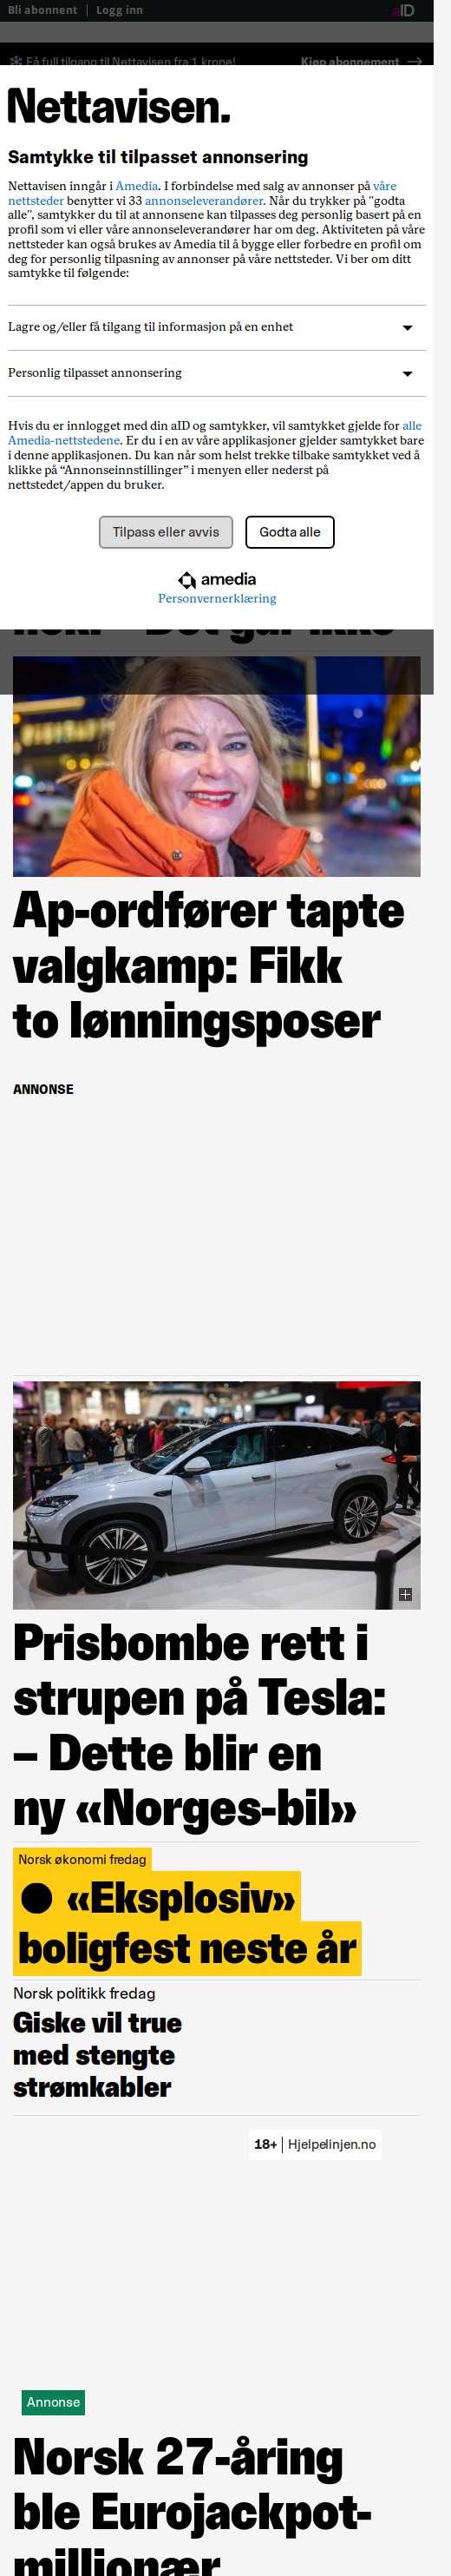 Bli abonnent | Logg inn
aID
Få full tilgang til Nettavisen fra 1 krone!
Kjøp abonnement →
Nettavisen.
Samtykke til tilpasset annonsering
Nettavisen inngår i Amedia. I forbindelse med salg av annonser på våre
nettsteder benytter vi 33 annonseleverandører. Når du trykker på "godta
alle", samtykker du til at annonsene kan tilpasses deg personlig basert på en
profil som vi eller våre annonseleverandører har om deg. Aktiviteten på våre
nettsteder kan også brukes av Amedia til å bygge eller forbedre en profil om
deg for personlig tilpasning av annonser på våre nettsteder. Vi ber om ditt
samtykke til følgende:
Lagre og/eller få tilgang til informasjon på en enhet
Personlig tilpasset annonsering
Hvis du er innlogget med din aID og samtykker, vil samtykket gjelde for alle
Amedia-nettstedene. Er du i en av våre applikasjoner gjelder samtykket bare
i denne applikasjonen. Du kan når som helst trekke tilbake samtykket ved å
klikke på “Annonseinnstillinger” i menyen eller nederst på
nettstedet/appen du bruker.
Tilpass eller avvis
Godta alle
amedia
Personvernerklæring
Ap-ordfører tapte
valgkamp: Fikk
to lønningsposer
ANNONSE
Prisbombe rett i
strupen på Tesla:
– Dette blir en
ny «Norges-bil»
Norsk økonomi fredag
● «Eksplosiv»
boligfest neste år
Norsk politikk fredag
Giske vil true
med stengte
strømkabler
18+ | Hjelpelinjen.no
Annonse
Norsk 27-åring
ble Eurojackpot-
millionær